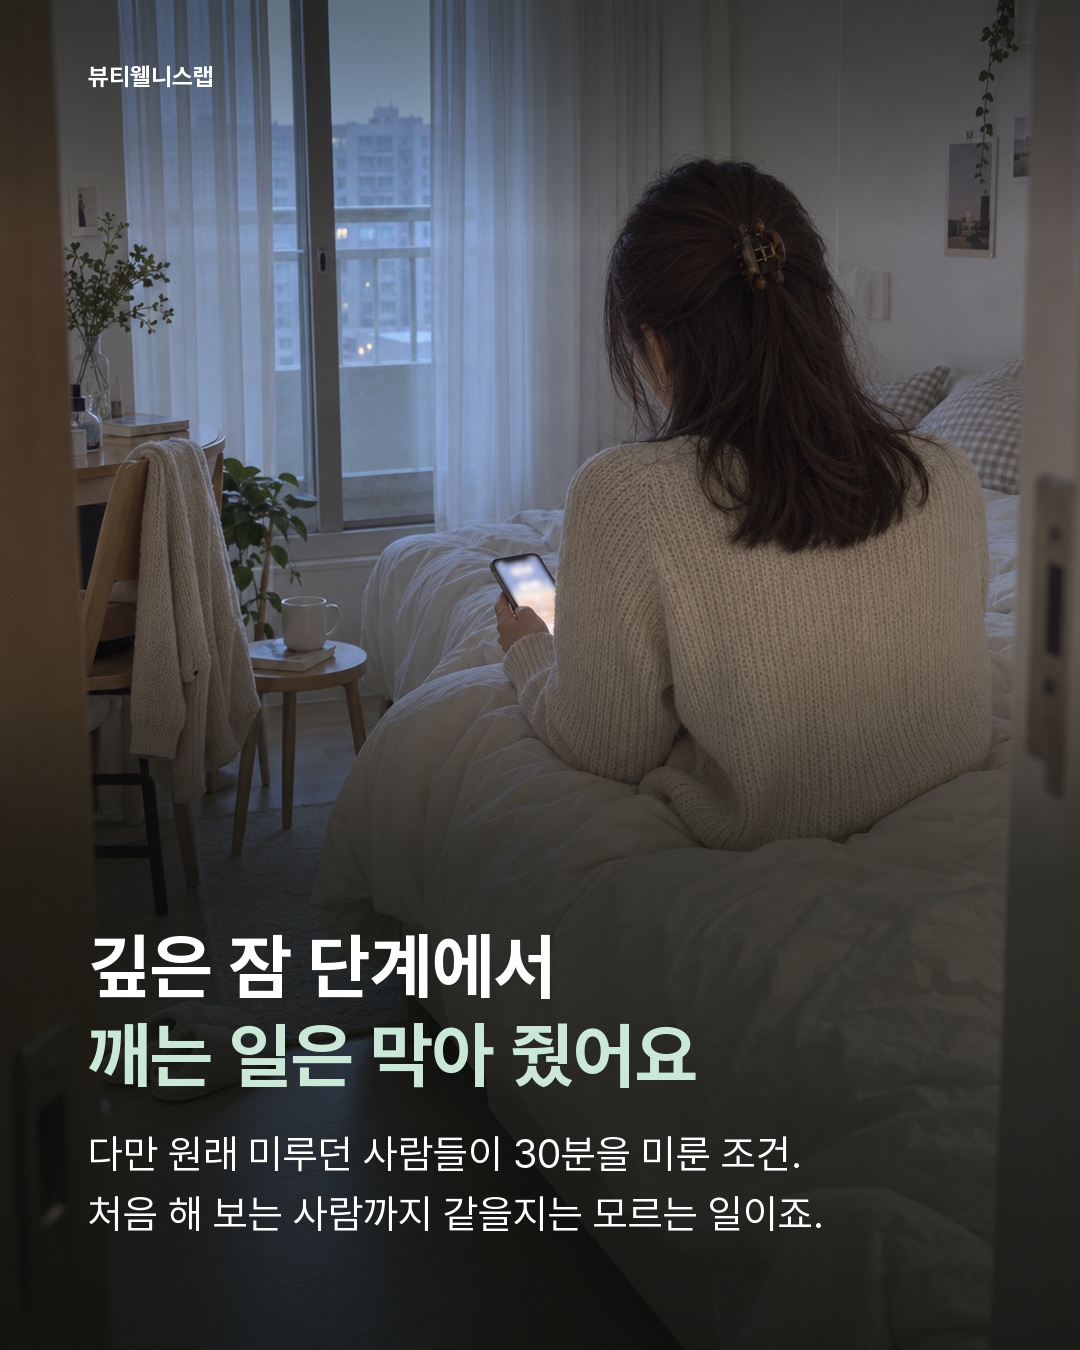 뷰티웰니스랩
깊은 잠 단계에서
깨는 일은 막아 줬어요
다만 원래 미루던 사람들이 30분을 미룬 조건.
처음 해 보는 사람까지 같을지는 모르는 일이죠.